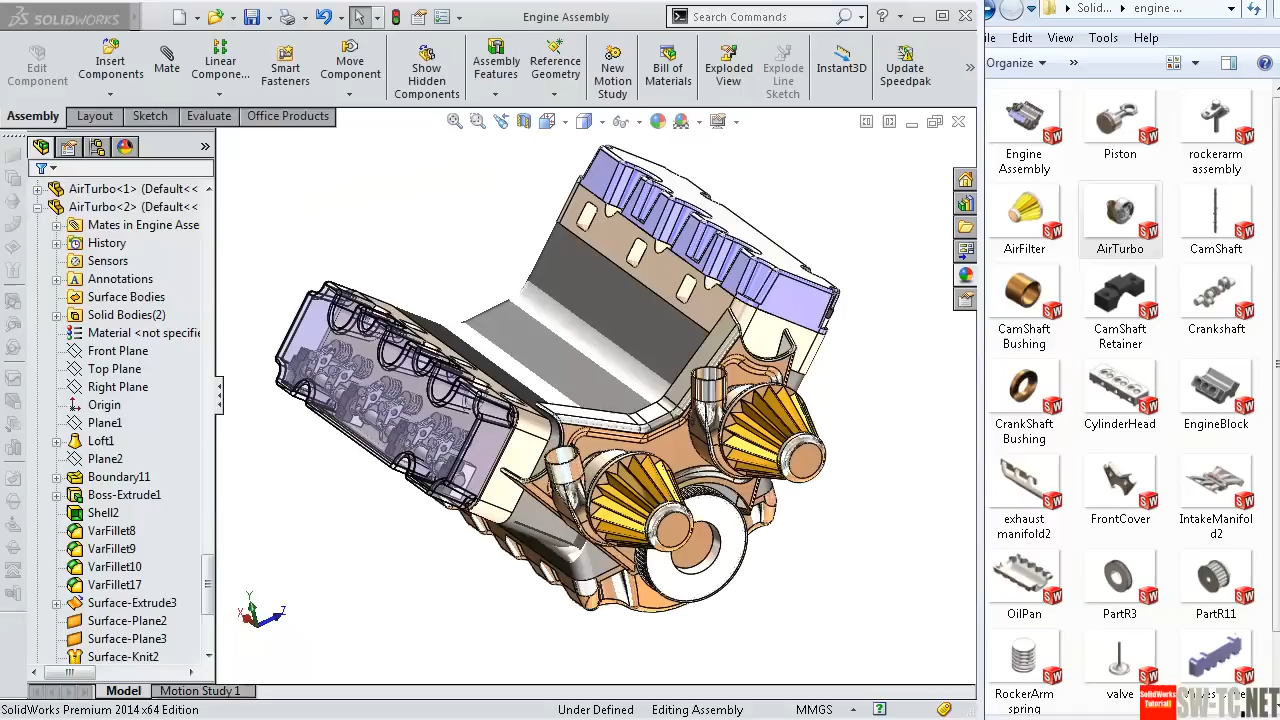 SOLIDWORKS
Engine Assembly
Search Commands
Solid...
engine ...
Edit
View
Tools
Help
Organize
Edit Component
Insert Components
Mate
Linear Compone...
Smart Fasteners
Move Component
Show Hidden Components
Assembly Features
Reference Geometry
New Motion Study
Bill of Materials
Exploded View
Explode Line Sketch
Instant3D
Update Speedpak
Assembly
Layout
Sketch
Evaluate
Office Products
AirTurbo<1> (Default<<
AirTurbo<2> (Default<<
Mates in Engine Asse
History
Sensors
Annotations
Surface Bodies
Solid Bodies(2)
Material <not specifie
Front Plane
Top Plane
Right Plane
Origin
Plane1
Loft1
Plane2
Boundary11
Boss-Extrude1
Shell2
VarFillet8
VarFillet9
VarFillet10
VarFillet17
Surface-Extrude3
Surface-Plane2
Surface-Plane3
Surface-Knit2
Y
X
Z
Model
Motion Study 1
SolidWorks Premium 2014 x64 Edition
Under Defined
Editing Assembly
MMGS
Engine Assembly
Piston
rockerarm assembly
AirFilter
AirTurbo
CamShaft
CamShaft Bushing
CamShaft Retainer
Crankshaft
CrankShaft Bushing
CylinderHead
EngineBlock
exhaust manifold2
FrontCover
IntakeManifold2
OilPan
PartR3
PartR11
RockerArm spring
valve
SolidWorks Tutorial
SW-TC.NET